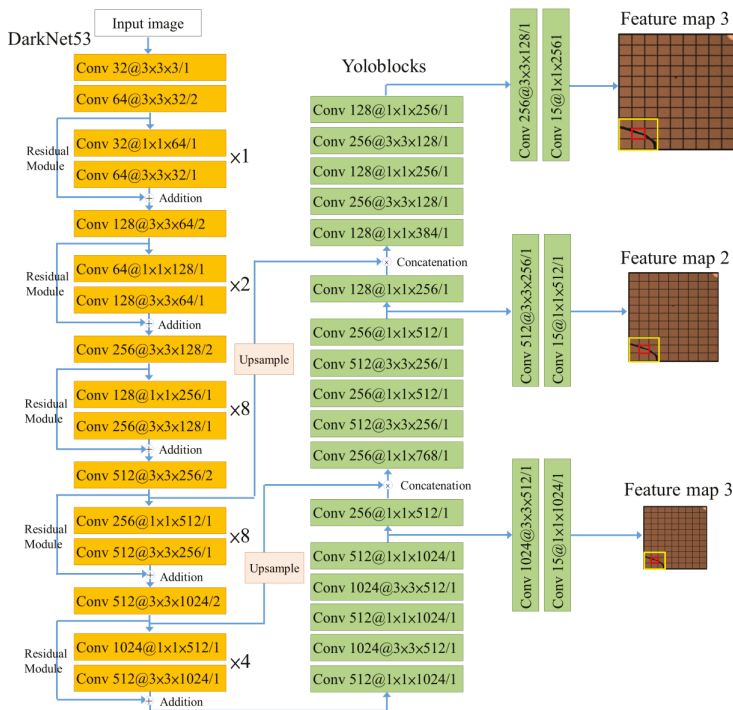 Input image
DarkNet53
Conv 32@3×3×3/1
Conv 64@3×3×32/2
Residual
Module
Conv 32@1×1×64/1
Conv 64@3×3×32/1
×1
Addition
Conv 128@3×3×64/2
Residual
Module
Conv 64@1×1×128/1
Conv 128@3×3×64/1
×2
Addition
Conv 256@3×3×128/2
Residual
Module
Conv 128@1×1×256/1
Conv 256@3×3×128/1
×8
Addition
Conv 512@3×3×256/2
Residual
Module
Conv 256@1×1×512/1
Conv 512@3×3×256/1
×8
Addition
Conv 512@3×3×1024/2
Residual
Module
Conv 1024@1×1×512/1
Conv 512@3×3×1024/1
×4
Addition
Upsample
Upsample
Yoloblocks
Conv 128@1×1×256/1
Conv 256@3×3×128/1
Conv 128@1×1×256/1
Conv 256@3×3×128/1
Conv 128@1×1×384/1
Concatenation
Conv 128@1×1×256/1
Conv 256@1×1×512/1
Conv 512@3×3×256/1
Conv 256@1×1×512/1
Conv 512@3×3×256/1
Conv 256@1×1×768/1
Concatenation
Conv 256@1×1×512/1
Conv 512@1×1×1024/1
Conv 1024@3×3×512/1
Conv 512@1×1×1024/1
Conv 1024@3×3×512/1
Conv 512@1×1×1024/1
Conv 256@3×3×128/1
Conv 15@1×1×2561
Feature map 3
Conv 512@3×3×256/1
Conv 15@1×1×512/1
Feature map 2
Conv 1024@3×3×512/1
Conv 15@1×1×1024/1
Feature map 3